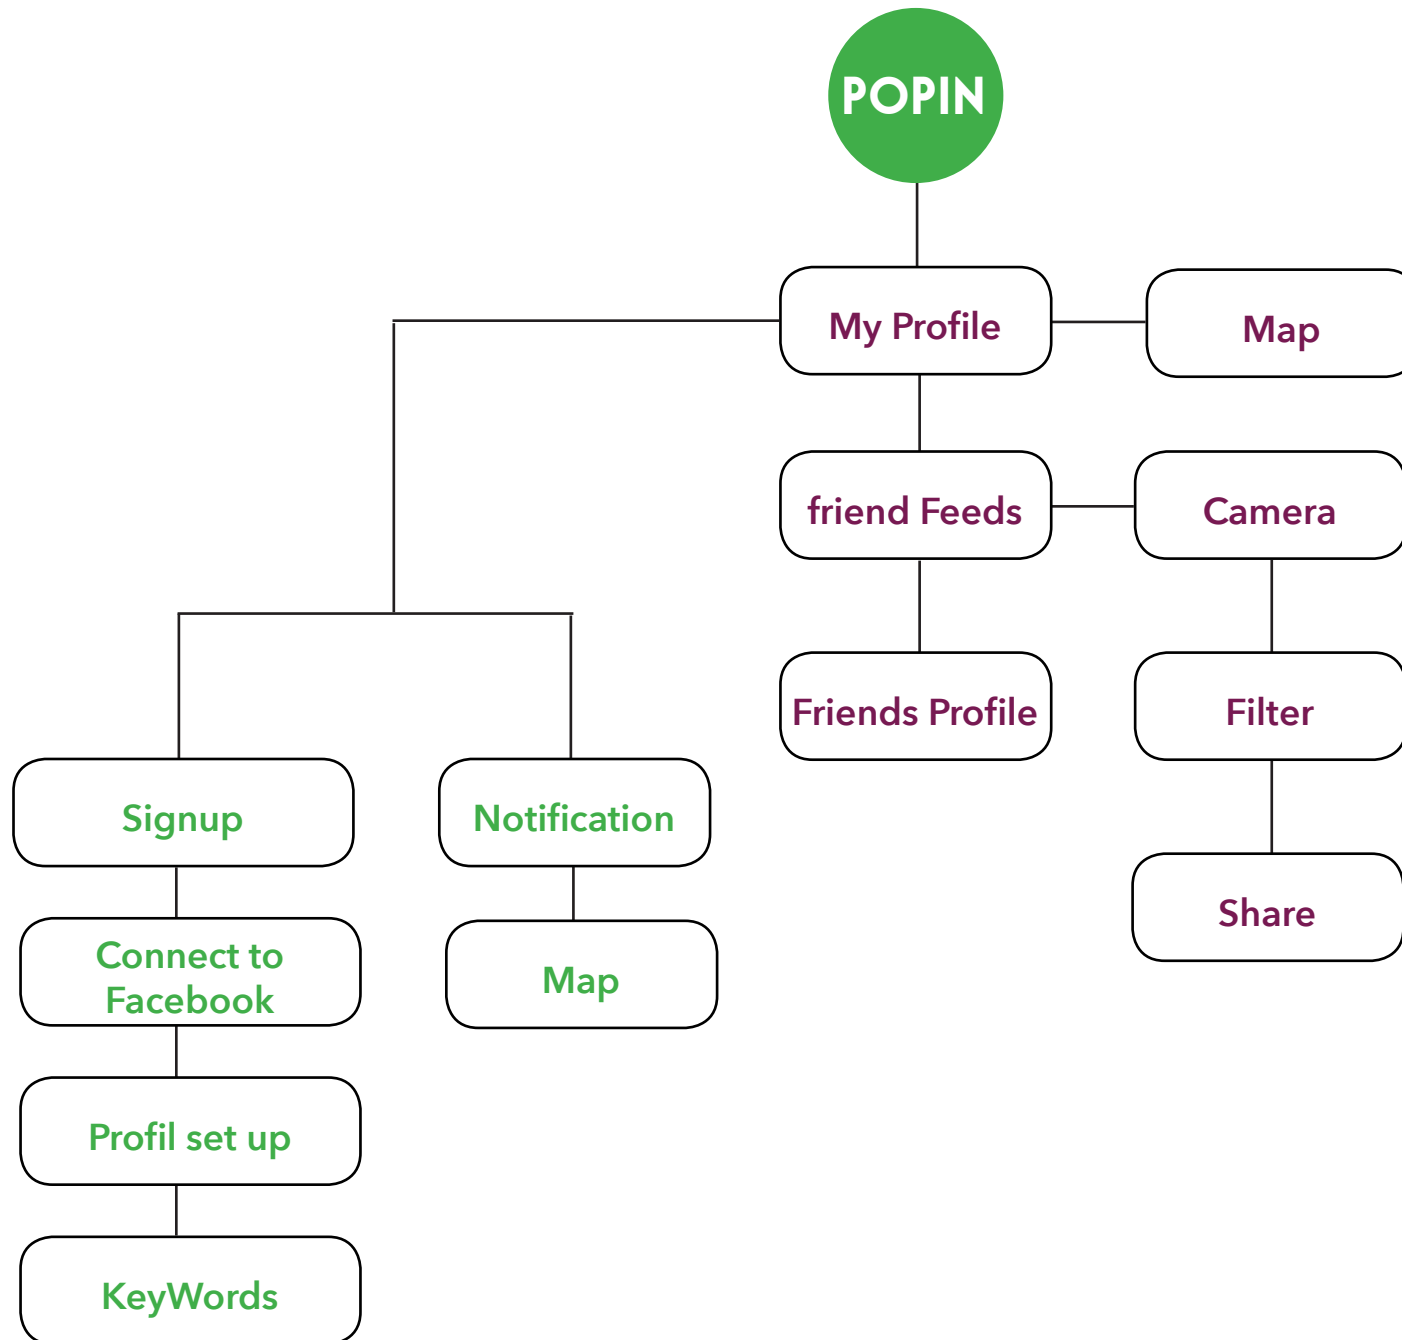 POPIN
My Profile
Map
friend Feeds
Camera
Friends Profile
Filter
Signup
Notification
Share
Connect to
Facebook
Map
Profil set up
KeyWords